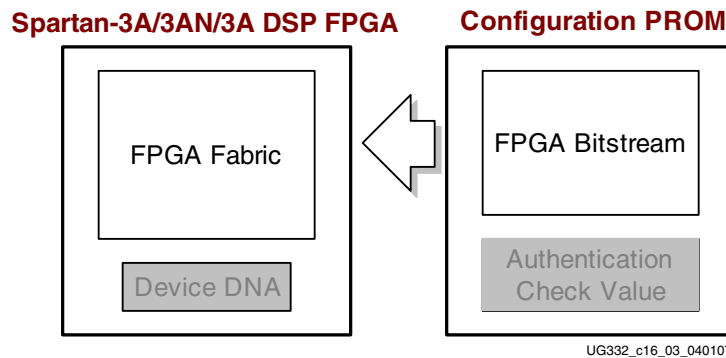 Spartan-3A/3AN/3A DSP FPGA
Configuration PROM
FPGA Fabric
FPGA Bitstream
Device DNA
Authentication
Check Value
UG332_c16_03_040107